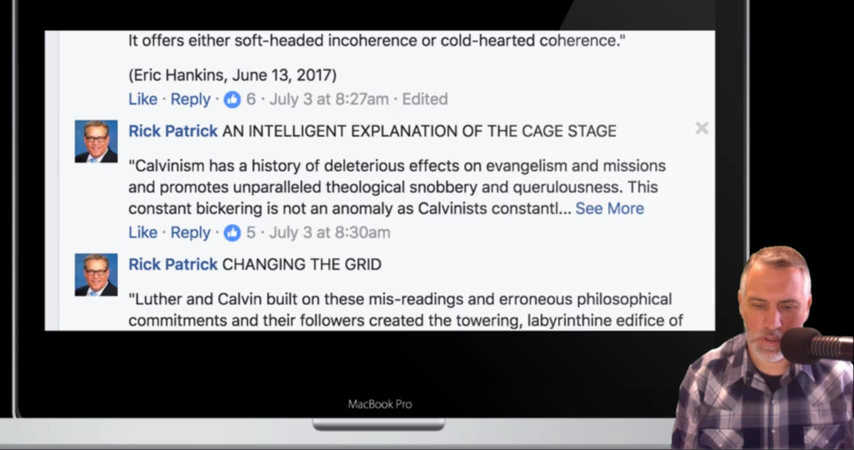 It offers either soft-headed incoherence or cold-hearted coherence."
(Eric Hankins, June 13, 2017)
Like · Reply · 6 · July 3 at 8:27am · Edited
Rick Patrick AN INTELLIGENT EXPLANATION OF THE CAGE STAGE
"Calvinism has a history of deleterious effects on evangelism and missions
and promotes unparalleled theological snobbery and querulousness. This
constant bickering is not an anomaly as Calvinists constantl... See More
Like · Reply · 5 · July 3 at 8:30am
Rick Patrick CHANGING THE GRID
"Luther and Calvin built on these mis-readings and erroneous philosophical
commitments and their followers created the towering, labyrinthine edifice of
MacBook Pro